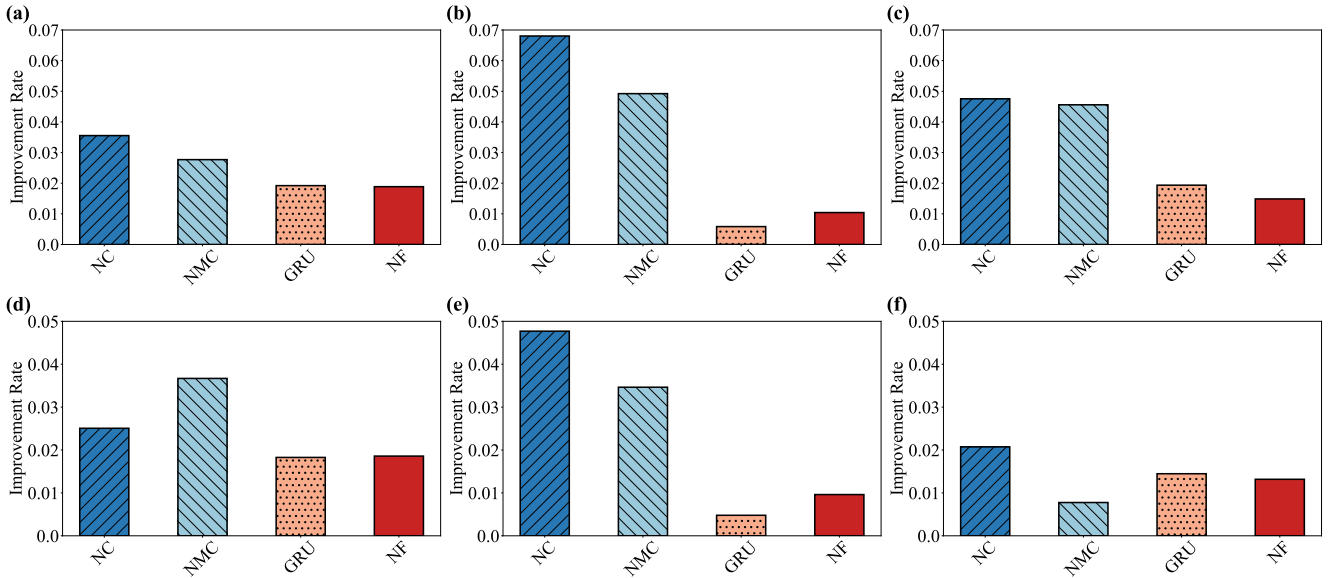 (a)
Improvement Rate
0.07
0.06
0.05
0.04
0.03
0.02
0.01
0.0
NC
NMC
GRU
NF
(b)
Improvement Rate
0.07
0.06
0.05
0.04
0.03
0.02
0.01
0.0
NC
NMC
GRU
NF
(c)
Improvement Rate
0.07
0.06
0.05
0.04
0.03
0.02
0.01
0.0
NC
NMC
GRU
NF
(d)
Improvement Rate
0.05
0.04
0.03
0.02
0.01
0.0
NC
NMC
GRU
NF
(e)
Improvement Rate
0.05
0.04
0.03
0.02
0.01
0.0
NC
NMC
GRU
NF
(f)
Improvement Rate
0.05
0.04
0.03
0.02
0.01
0.0
NC
NMC
GRU
NF